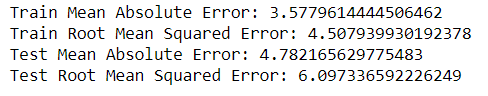 Train Mean Absolute Error: 3.5779614444506462
Train Root Mean Squared Error: 4.507939930192378
Test Mean Absolute Error: 4.782165629775483
Test Root Mean Squared Error: 6.097336592226249